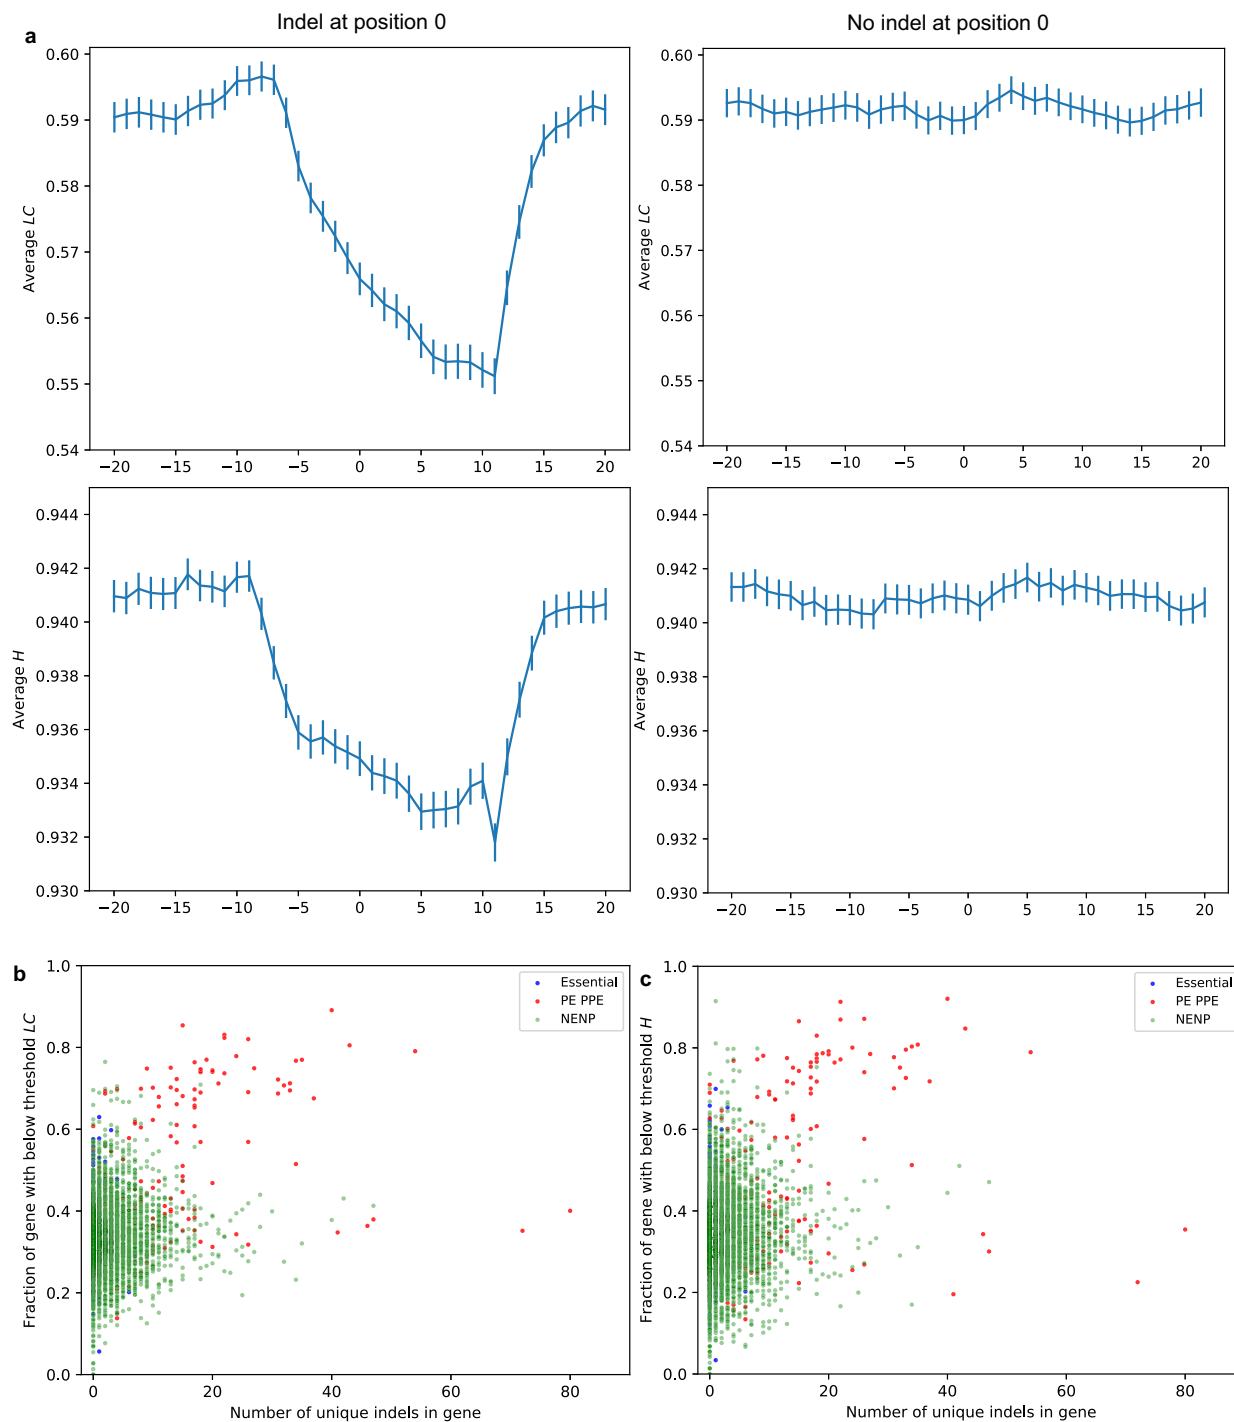 Indel at position 0
No indel at position 0
a
0.60
0.59
0.58
0.57
0.56
0.55
0.54
Average LC
−20 −15 −10 −5 0 5 10 15 20
0.60
0.59
0.58
0.57
0.56
0.55
0.54
Average LC
−20 −15 −10 −5 0 5 10 15 20
0.944
0.942
0.940
0.938
0.936
0.934
0.932
0.930
Average H
−20 −15 −10 −5 0 5 10 15 20
0.944
0.942
0.940
0.938
0.936
0.934
0.932
0.930
Average H
−20 −15 −10 −5 0 5 10 15 20
b
1.0
0.8
0.6
0.4
0.2
0.0
Fraction of gene with below threshold LC
Essential
PE PPE
NENP
0 20 40 60 80
Number of unique indels in gene
c
1.0
0.8
0.6
0.4
0.2
0.0
Fraction of gene with below threshold H
Essential
PE PPE
NENP
0 20 40 60 80
Number of unique indels in gene